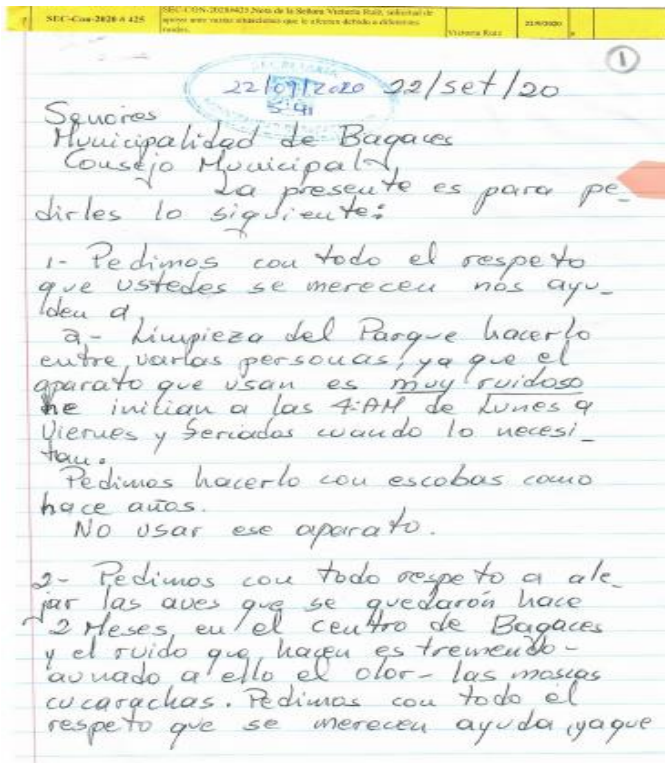 SEC-Con-2020 # 425
SEC-CON-2020#425 Nota de la Señora Victoria Ruiz, solicitud de
apoyo ante varias situaciones que le afectan debido a diferentes
ruidos.
Victoria Ruiz
22/9/2020
1
SECRETARIA
22/09/2020 22/set/20
Senores
Municipalidad de Bagaces
Consejo Municipal
La presente es para pe_
dirles lo siguiente:
1- Pedimos con todo el respeto
que ustedes se merecen nos ayu_
den a
a- Limpieza del Parque hacerlo
entre varias personas, ya que el
aparato que usan es muy ruidoso
he initian a las 4:AM de Lunes a
Viernes y feriados cuando lo necesi_
tan.
Pedimos hacerlo con escobas como
hace años.
No usar ese aparato.
2- Pedimos con todo respeto a ale_
jar las aves que se quedarón hace
2 Meses en el centro de Bagaces
y el ruido que hacen es tremendo-
aunado a ello el olor- las moscas
cucarachas. Pedimos con todo el
respeto que se merecen ayuda, ya que